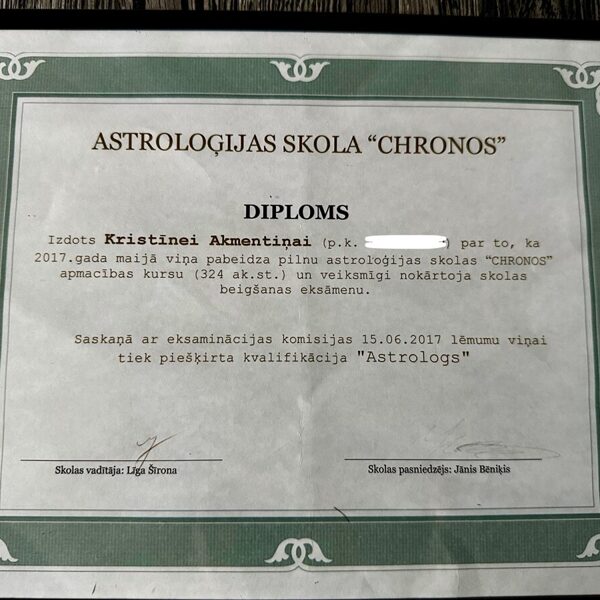 ASTROLOĢIJAS SKOLA “CHRONOS”
DIPLOMS
Izdots Kristīnei Akmentiņai (p.k. ) par to, ka
2017.gada maijā viņa pabeidza pilnu astroloģijas skolas “CHRONOS”
apmācības kursu (324 ak.st.) un veiksmīgi nokārtoja skolas
beigšanas eksāmenu.
Saskaņā ar eksaminācijas komisijas 15.06.2017 lēmumu viņai
tiek piešķirta kvalifikācija "Astrologs"
Skolas vadītāja: Līga Šīrona
Skolas pasniedzējs: Jānis Bēniķis